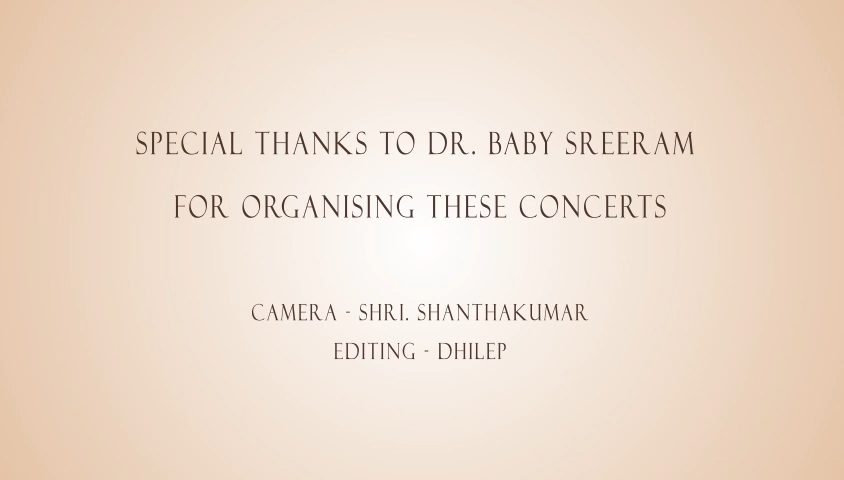 SPECIAL THANKS TO DR. BABY SREERAM
FOR ORGANISING THESE CONCERTS
CAMERA - SHRI. SHANTHAKUMAR
EDITING - DHILEP